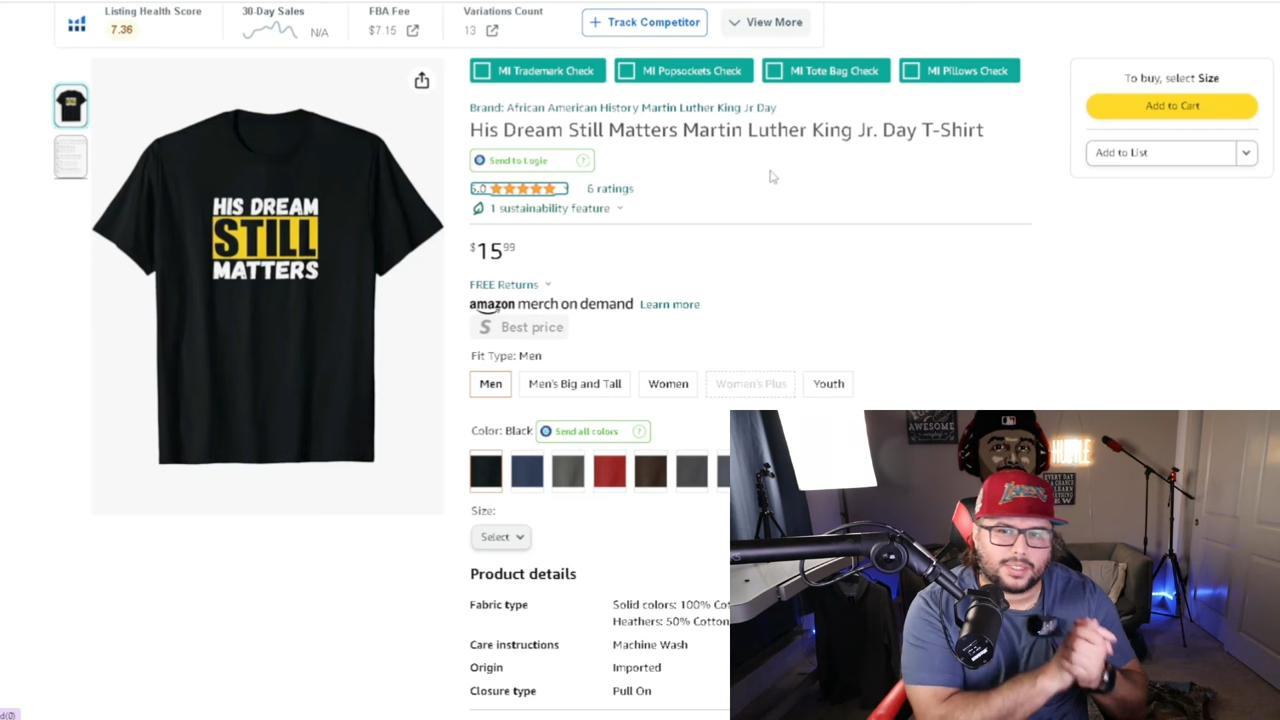 Listing Health Score
7.36
30-Day Sales
N/A
FBA Fee
$7.15
Variations Count
13
+ Track Competitor
View More
MI Trademark Check
MI Popsockets Check
MI Tote Bag Check
MI Pillows Check
Brand: African American History Martin Luther King Jr Day
His Dream Still Matters Martin Luther King Jr. Day T-Shirt
Send to Logie
?
5.0
6 ratings
1 sustainability feature
$15.99
FREE Returns
amazon merch on demand Learn more
S Best price
Fit Type: Men
Men
Men's Big and Tall
Women
Women's Plus
Youth
Color: Black
Send all colors
?
Size:
Select
Product details
Fabric type
Solid colors: 100% Co
Heathers: 50% Cotton
Care instructions
Machine Wash
Origin
Imported
Closure type
Pull On
To buy, select Size
Add to Cart
Add to List
HIS DREAM
STILL
MATTERS
AWESOME
HUSTLE
EVERY DAY
A CHANCE
LEARN